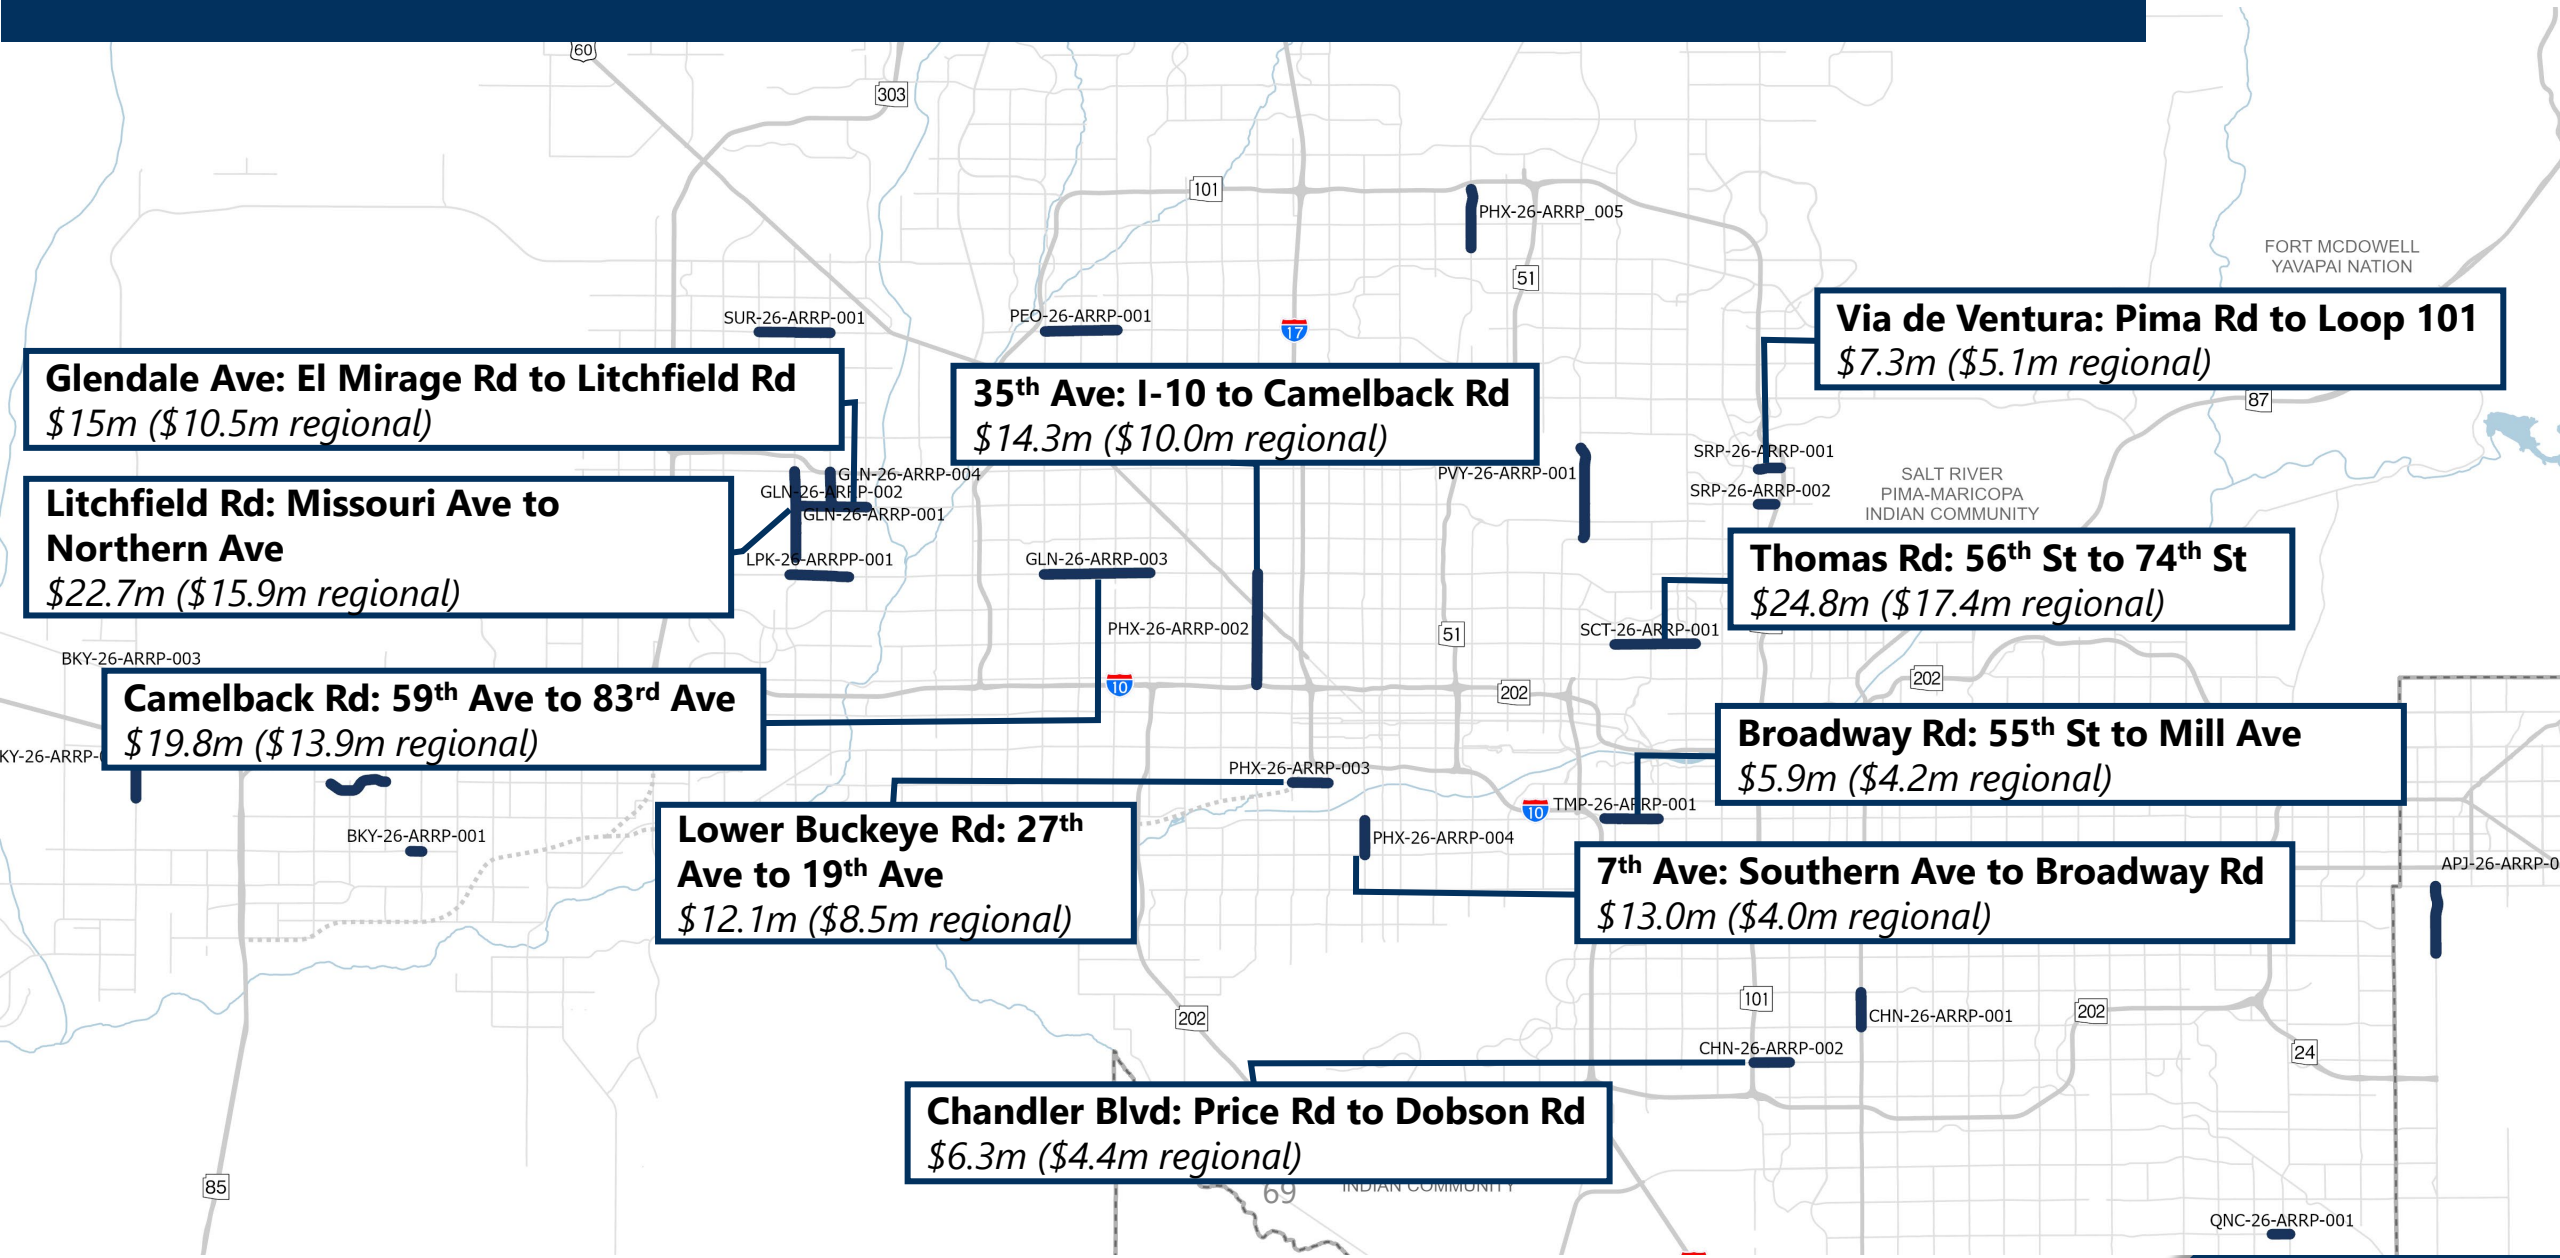 60
303
101
PHX-26-ARRP_005
51
FORT MCDOWELL
YAVAPAI NATION
SUR-26-ARRP-001
PEO-26-ARRP-001
17
Via de Ventura: Pima Rd to Loop 101
$7.3m ($5.1m regional)
87
Glendale Ave: El Mirage Rd to Litchfield Rd
$15m ($10.5m regional)
35th Ave: I-10 to Camelback Rd
$14.3m ($10.0m regional)
SRP-26-ARRP-001
SRP-26-ARRP-002
SALT RIVER
PIMA-MARICOPA
INDIAN COMMUNITY
PVY-26-ARRP-001
GLN-26-ARRP-004
GLN-26-ARRP-002
GLN-26-ARRP-001
Litchfield Rd: Missouri Ave to
Northern Ave
$22.7m ($15.9m regional)
LPK-26-ARRPP-001
GLN-26-ARRP-003
Thomas Rd: 56th St to 74th St
$24.8m ($17.4m regional)
PHX-26-ARRP-002
51
SCT-26-ARRP-001
BKY-26-ARRP-003
Camelback Rd: 59th Ave to 83rd Ave
$19.8m ($13.9m regional)
10
202
202
Broadway Rd: 55th St to Mill Ave
$5.9m ($4.2m regional)
KY-26-ARRP-
PHX-26-ARRP-003
10
TMP-26-ARRP-001
BKY-26-ARRP-001
Lower Buckeye Rd: 27th
Ave to 19th Ave
$12.1m ($8.5m regional)
PHX-26-ARRP-004
7th Ave: Southern Ave to Broadway Rd
$13.0m ($4.0m regional)
APJ-26-ARRP-0
202
101
CHN-26-ARRP-001
202
CHN-26-ARRP-002
24
Chandler Blvd: Price Rd to Dobson Rd
$6.3m ($4.4m regional)
85
69
INDIAN COMMUNITY
QNC-26-ARRP-001